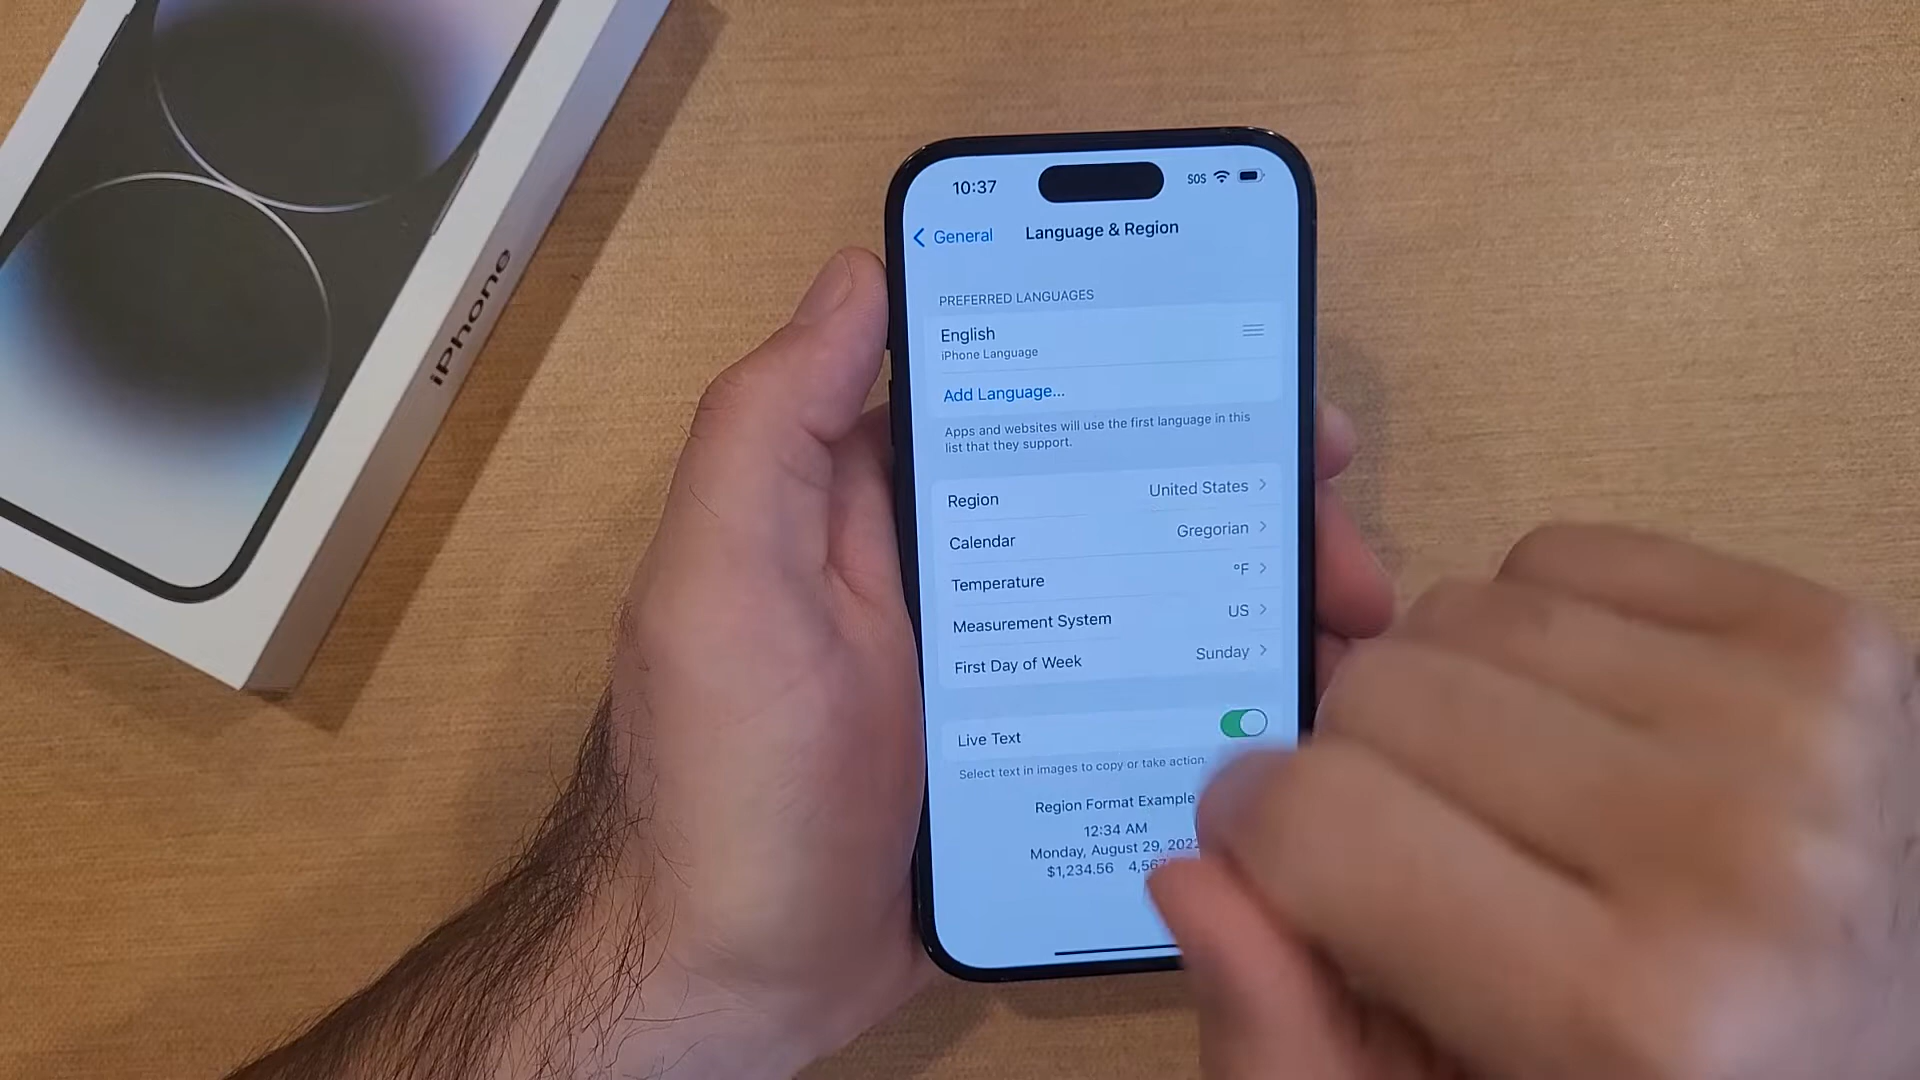 iPhone
10:37
SOS
General
Language & Region
PREFERRED LANGUAGES
English
iPhone Language
Add Language...
Apps and websites will use the first language in this
list that they support.
Region United States
Calendar Gregorian
Temperature °F
Measurement System US
First Day of Week Sunday
Live Text
Select text in images to copy or take action.
Region Format Example
12:34 AM
Monday, August 29,
$1,234.56